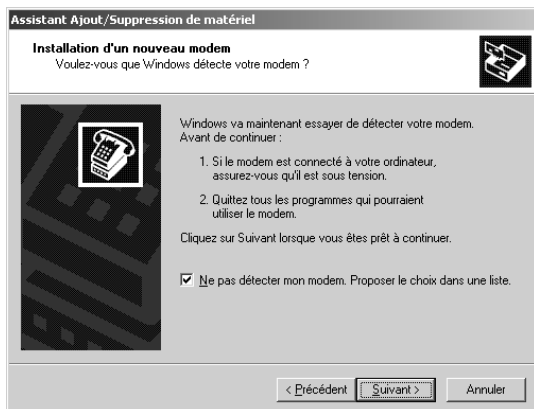 Assistant Ajout/Suppression de matériel
Installation d'un nouveau modem
Voulez-vous que Windows détecte votre modem ?
Windows va maintenant essayer de détecter votre modem.
Avant de continuer :
1. Si le modem est connecté à votre ordinateur,
assurez-vous qu'il est sous tension.
2. Quittez tous les programmes qui pourraient
utiliser le modem.
Cliquez sur Suivant lorsque vous êtes prêt à continuer.
Ne pas détecter mon modem. Proposer le choix dans une liste.
< Précédent Suivant > Annuler